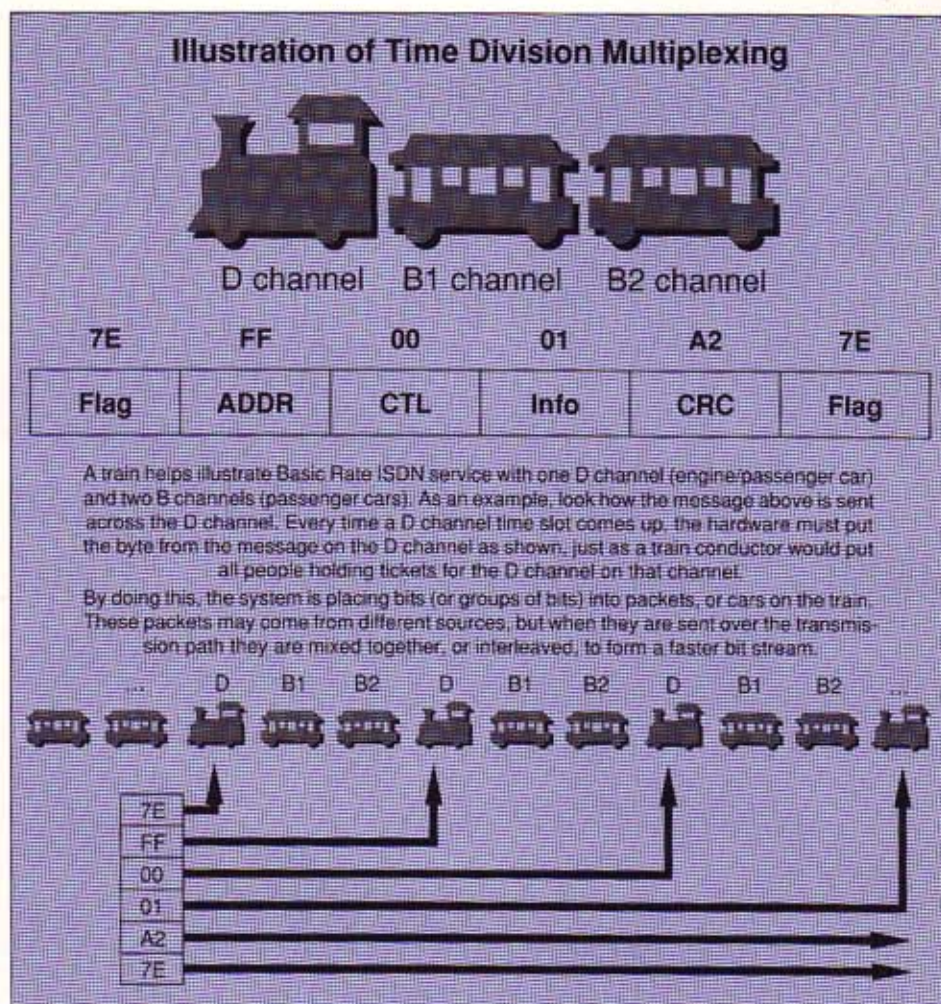 Illustration of Time Division Multiplexing
D channel B1 channel B2 channel
7E FF 00 01 A2 7E
Flag ADDR CTL Info CRC Flag
A train helps illustrate Basic Rate ISDN service with one D channel (engine/passenger car)
and two B channels (passenger cars). As an example, look how the message above is sent
across the D channel. Every time a D channel time slot comes up, the hardware must put
the byte from the message on the D channel as shown, just as a train conductor would put
all people holding tickets for the D channel on that channel.
By doing this, the system is placing bits (or groups of bits) into packets, or cars on the train.
These packets may come from different sources, but when they are sent over the transmis-
sion path they are mixed together, or interleaved, to form a faster bit stream.
... D B1 B2 D B1 B2 D B1 B2 ...
7E
FF
00
01
A2
7E